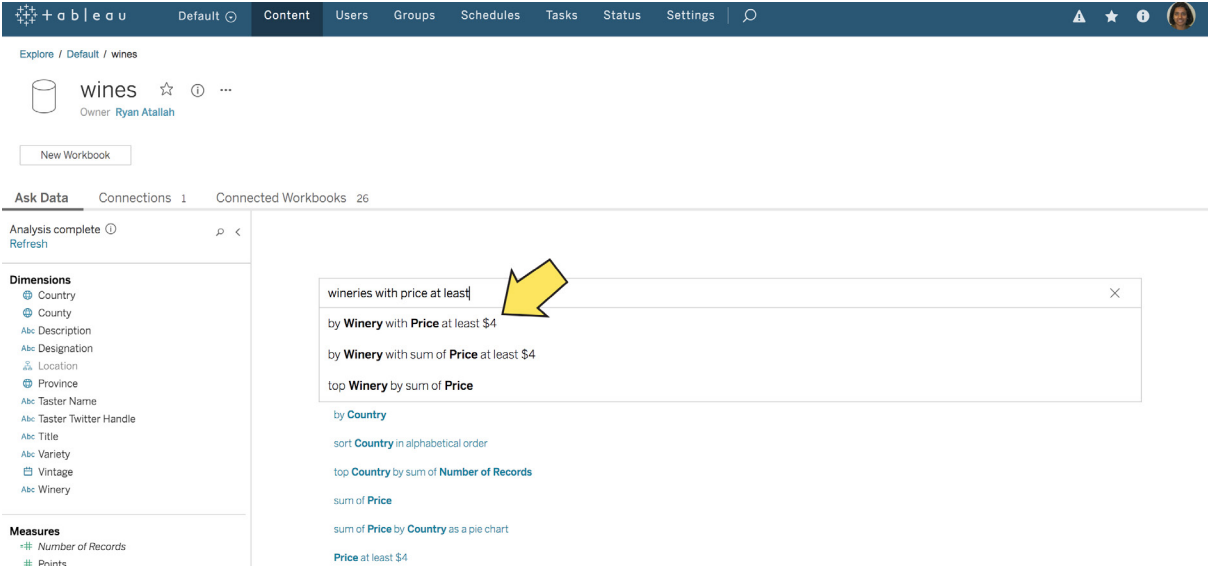 tableau Default Content Users Groups Schedules Tasks Status Settings
Explore / Default / wines
wines
Owner Ryan Atallah
New Workbook
Ask Data Connections 1 Connected Workbooks 26
Analysis complete
Refresh
Dimensions
Country
County
Abc Description
Abc Designation
Location
Province
Abc Taster Name
Abc Taster Twitter Handle
Abc Title
Abc Variety
Vintage
Abc Winery
Measures
=# Number of Records
# Points
wineries with price at least
by Winery with Price at least $4
by Winery with sum of Price at least $4
top Winery by sum of Price
by Country
sort Country in alphabetical order
top Country by sum of Number of Records
sum of Price
sum of Price by Country as a pie chart
Price at least $4